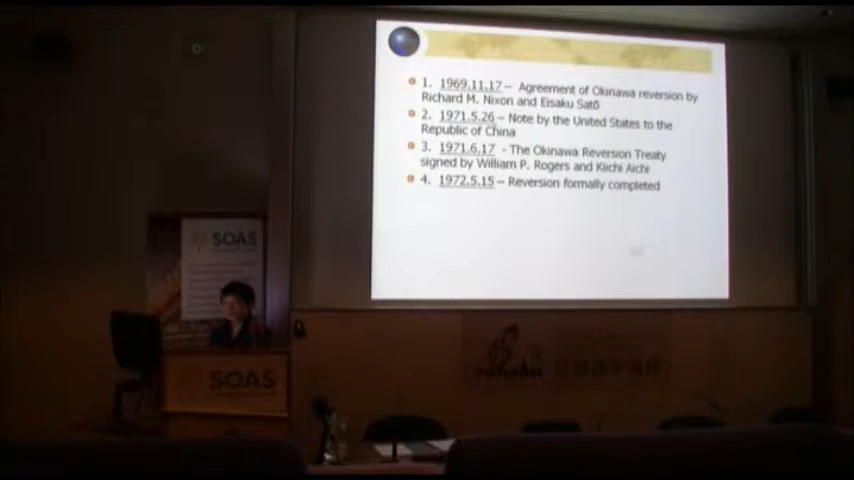 1. 1969.11.17 – Agreement of Okinawa reversion by
Richard M. Nixon and Eisaku Satō
2. 1971.5.26 – Note by the United States to the
Republic of China
3. 1971.6.17 - The Okinawa Reversion Treaty
signed by William P. Rogers and Kiichi Aichi
4. 1972.5.15 – Reversion formally completed
SOAS
SOAS